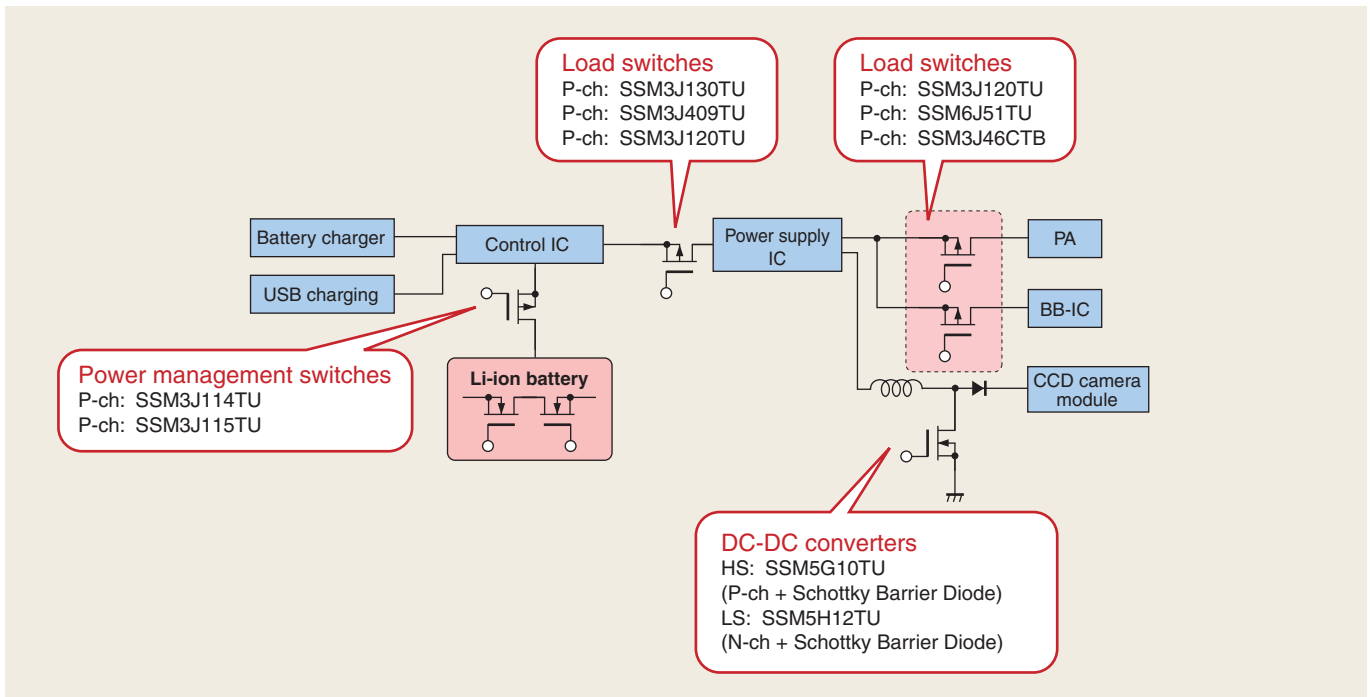 Load switches
P-ch: SSM3J130TU
P-ch: SSM3J409TU
P-ch: SSM3J120TU
Load switches
P-ch: SSM3J120TU
P-ch: SSM6J51TU
P-ch: SSM3J46CTB
Battery charger
USB charging
Control IC
Power supply
IC
PA
BB-IC
CCD camera
module
Power management switches
P-ch: SSM3J114TU
P-ch: SSM3J115TU
Li-ion battery
DC-DC converters
HS: SSM5G10TU
(P-ch + Schottky Barrier Diode)
LS: SSM5H12TU
(N-ch + Schottky Barrier Diode)